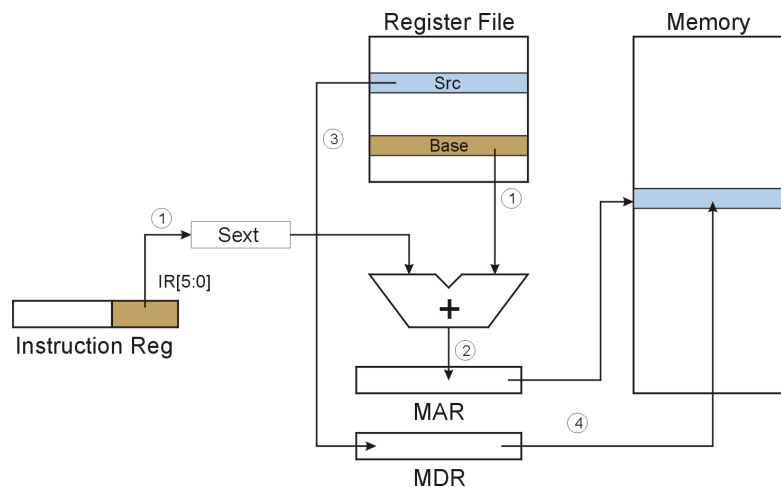 Register File
Memory
Src
③
Base
①
①
Sext
IR[5:0]
+
Instruction Reg
②
MAR
④
MDR